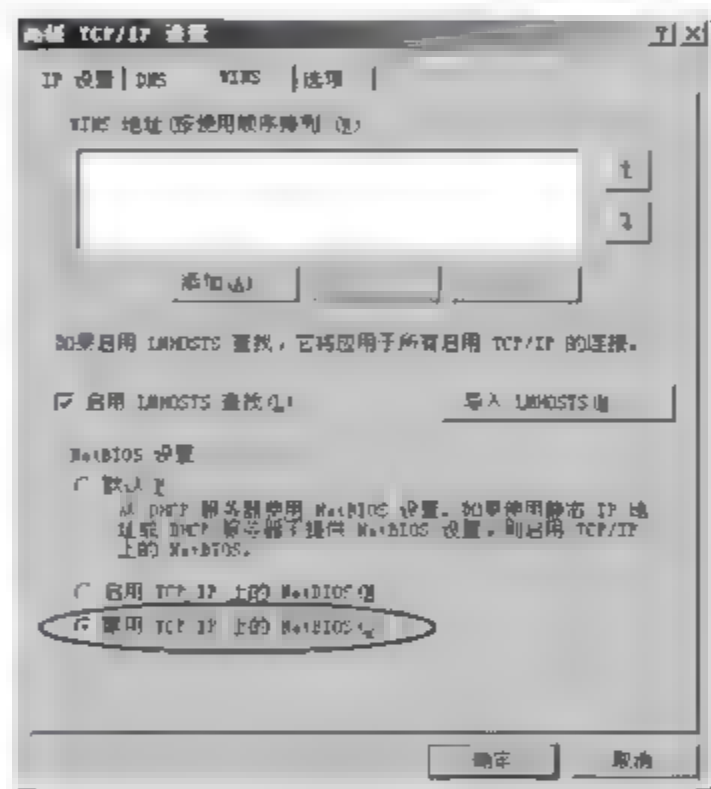 高级 TCP/IP 设置
IP 设置 DNS WINS 选项
WINS 地址(按使用顺序排列)(W)
添加(A)
如果启用 LMHOSTS 查找，它将应用于所有启用 TCP/IP 的连接。
启用 LMHOSTS 查找(L)
导入 LMHOSTS
NetBIOS 设置
默认
从 DHCP 服务器使用 NetBIOS 设置。如果使用静态 IP 地
址或 DHCP 服务器不提供 NetBIOS 设置，则启用 TCP/IP
上的 NetBIOS。
启用 TCP/IP 上的 NetBIOS(N)
禁用 TCP/IP 上的 NetBIOS(S)
确定 取消